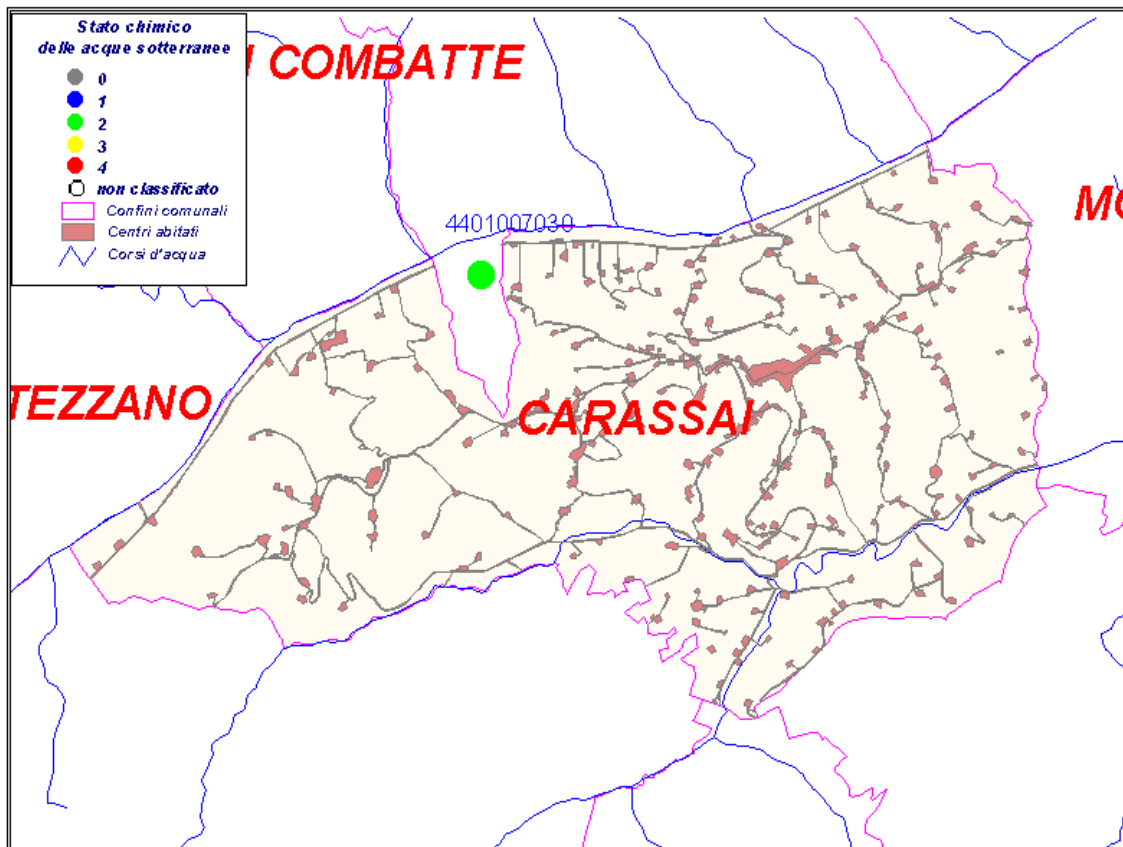 Stato chimico
delle acque sotterranee
0
1
2
3
4
non classificato
Confini comunali
Centri abitati
Corsi d'acqua
COMBATTE
MO
4401007030
TEZZANO
CARASSAI